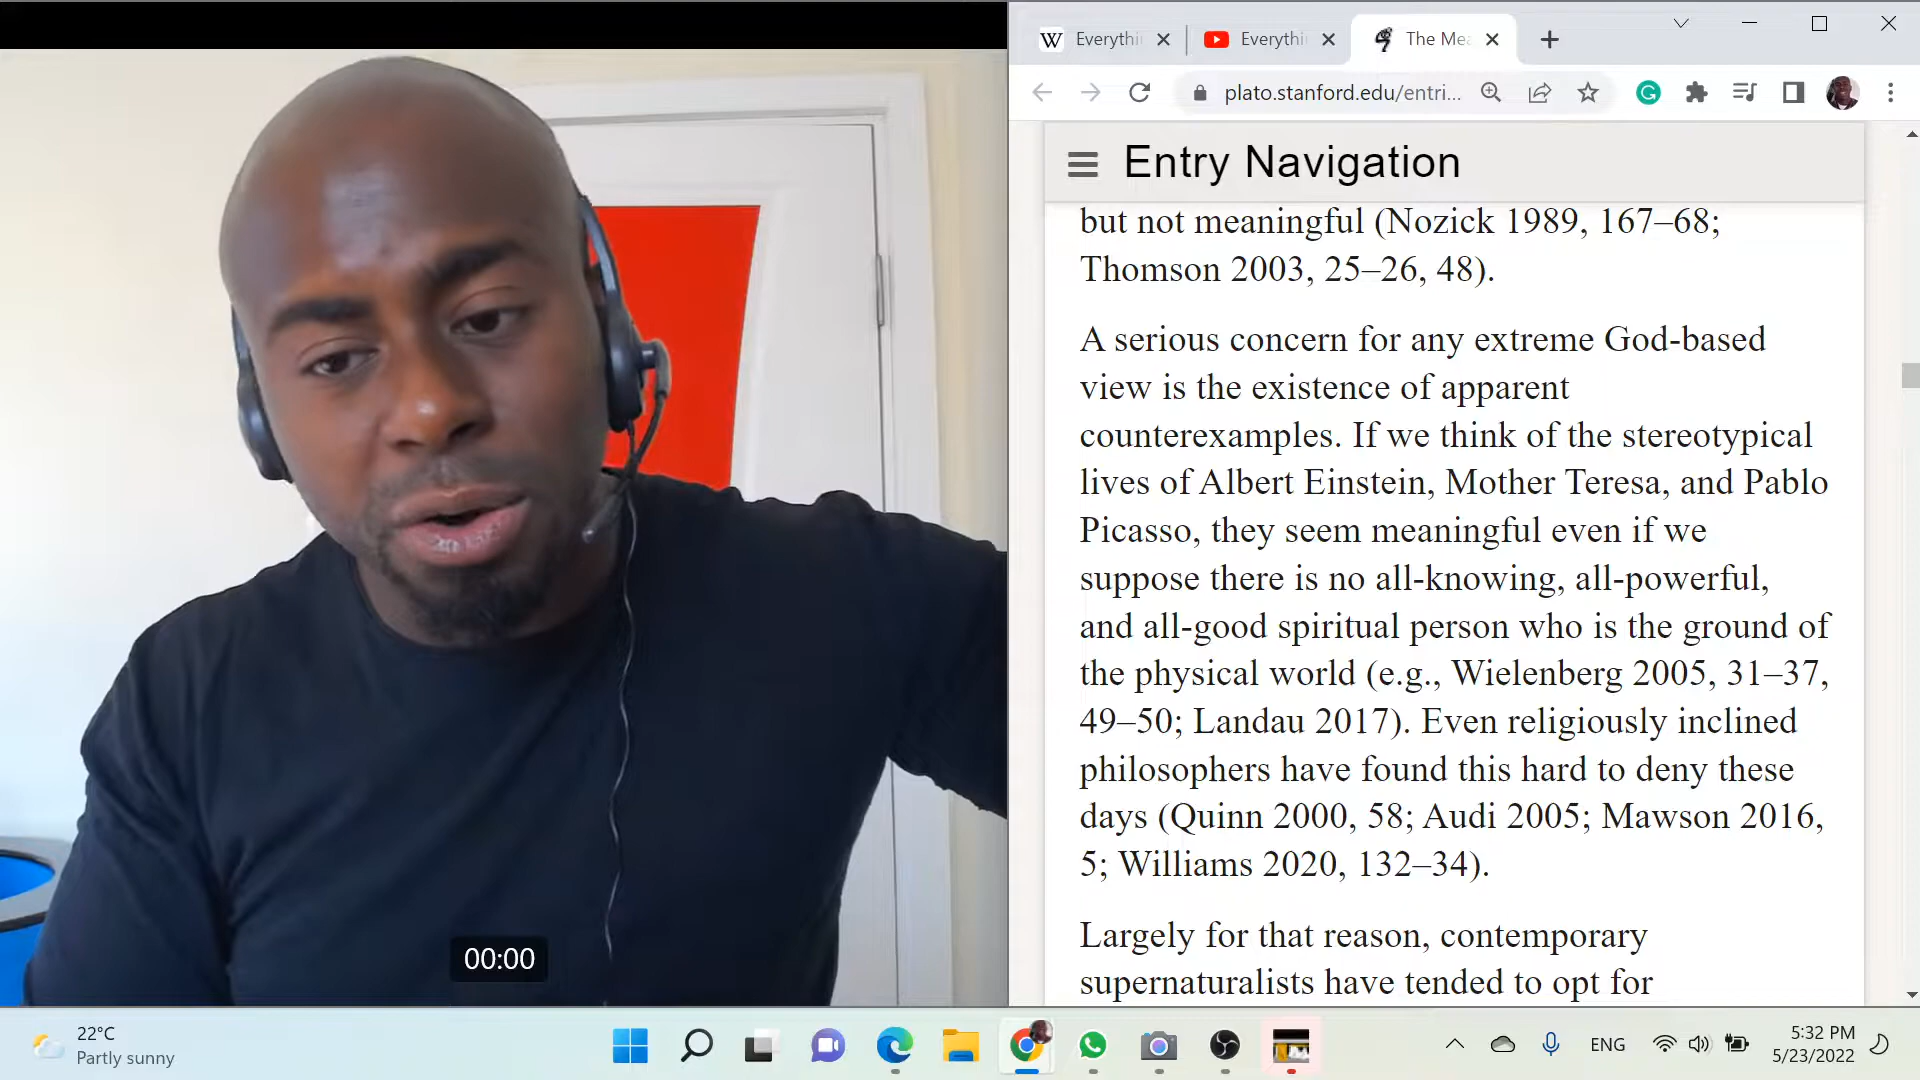 Everythi
Everythi
The Mea
plato.stanford.edu/entri...
Entry Navigation
but not meaningful (Nozick 1989, 167–68;
Thomson 2003, 25–26, 48).
A serious concern for any extreme God-based
view is the existence of apparent
counterexamples. If we think of the stereotypical
lives of Albert Einstein, Mother Teresa, and Pablo
Picasso, they seem meaningful even if we
suppose there is no all-knowing, all-powerful,
and all-good spiritual person who is the ground of
the physical world (e.g., Wielenberg 2005, 31–37,
49–50; Landau 2017). Even religiously inclined
philosophers have found this hard to deny these
days (Quinn 2000, 58; Audi 2005; Mawson 2016,
5; Williams 2020, 132–34).
Largely for that reason, contemporary
supernaturalists have tended to opt for
00:00
22°C
Partly sunny
ENG
5:32 PM
5/23/2022